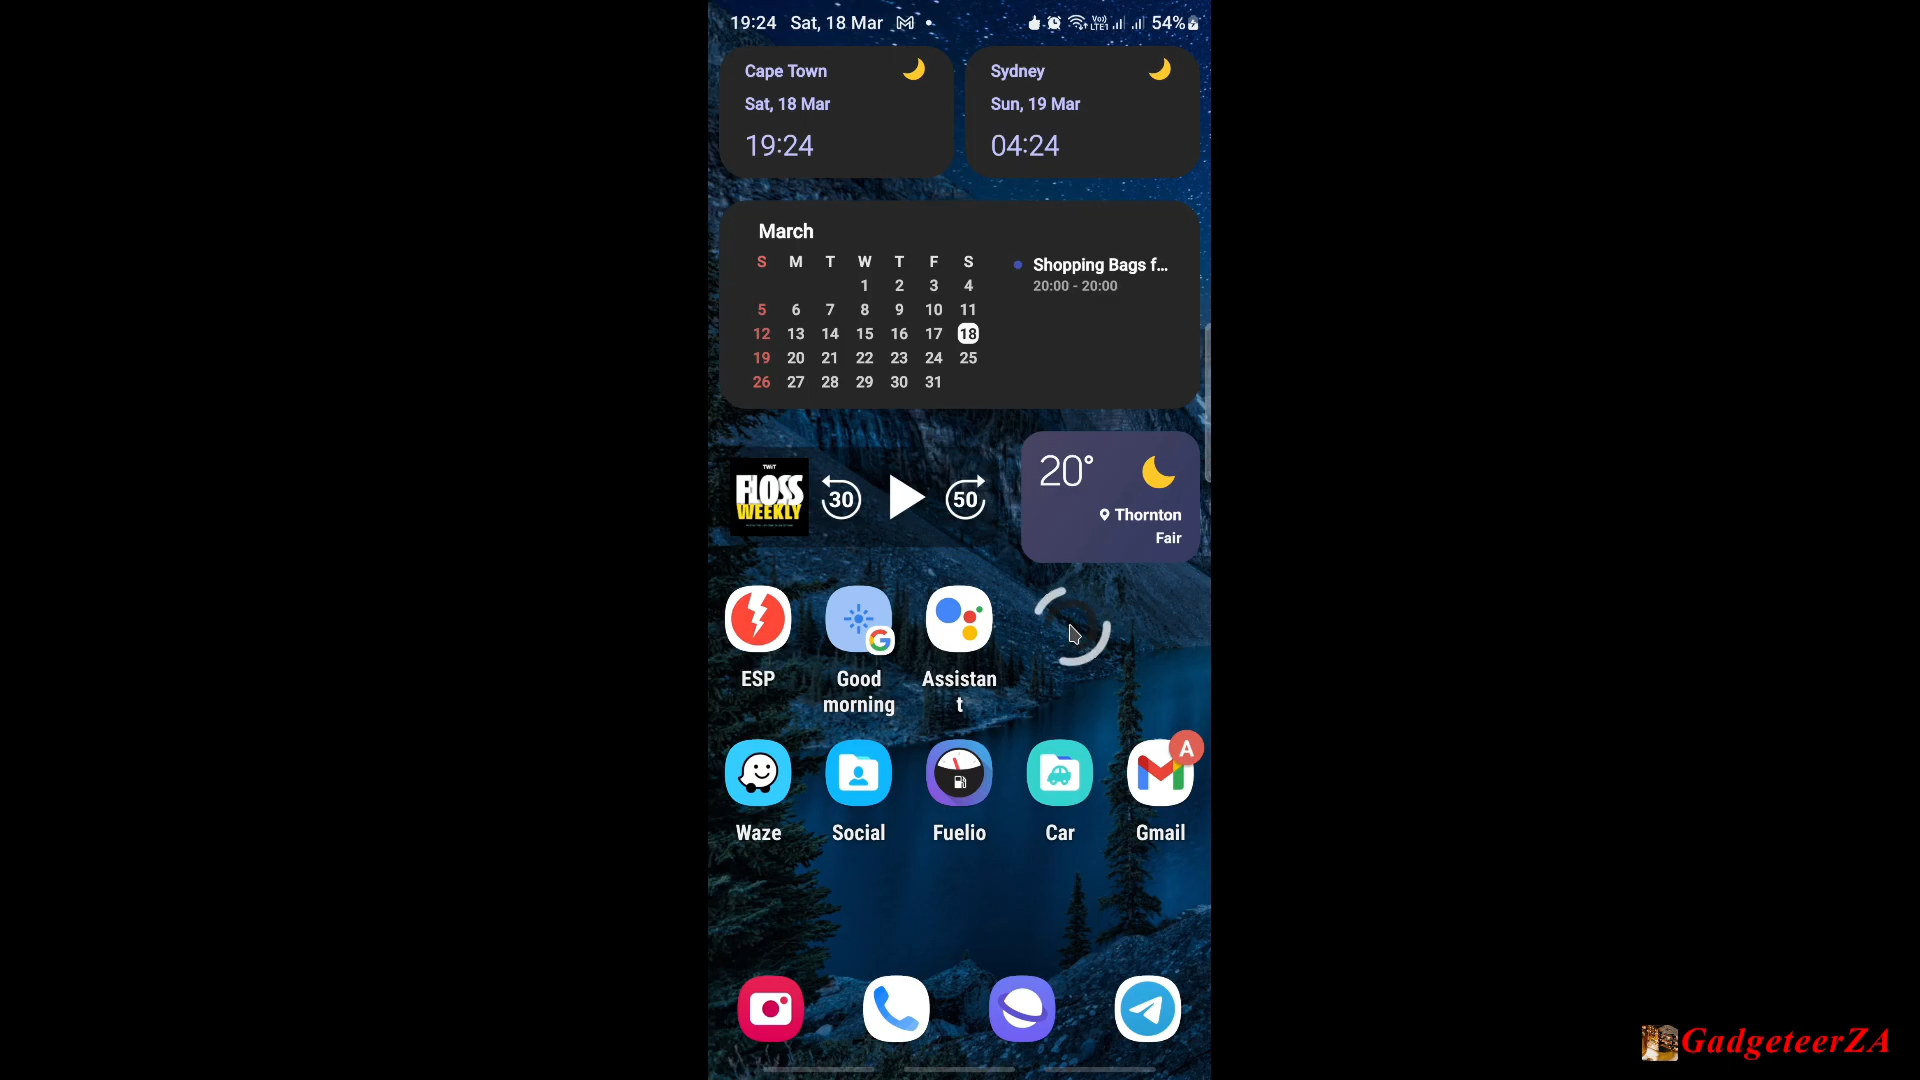 19:24 Sat, 18 Mar
Vo)) LTE1 54%
Cape Town
Sat, 18 Mar
19:24
Sydney
Sun, 19 Mar
04:24
March
S M T W T F S
1 2 3 4
5 6 7 8 9 10 11
12 13 14 15 16 17 18
19 20 21 22 23 24 25
26 27 28 29 30 31
Shopping Bags f...
20:00 - 20:00
TWiT
FLOSS
WEEKLY
30
50
20°
Thornton
Fair
ESP
Good
morning
Assistan
t
A
Waze
Social
Fuelio
Car
Gmail
GadgeteerZA